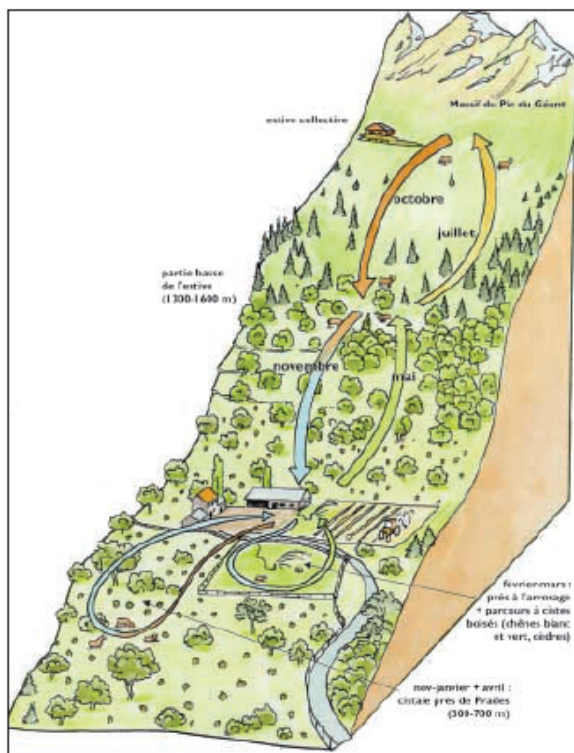 Massif du Pic du Géant
estive collective
octobre
juillet
partie basse
de l'estive
(1300-1600 m)
novembre
mai
février-mars :
prés à l'arrosage
+ parcours à cistes
boisés (chênes blanc
et vert, cèdres)
nov-janvier + avril :
cistaie près de Prades
(300-700 m)